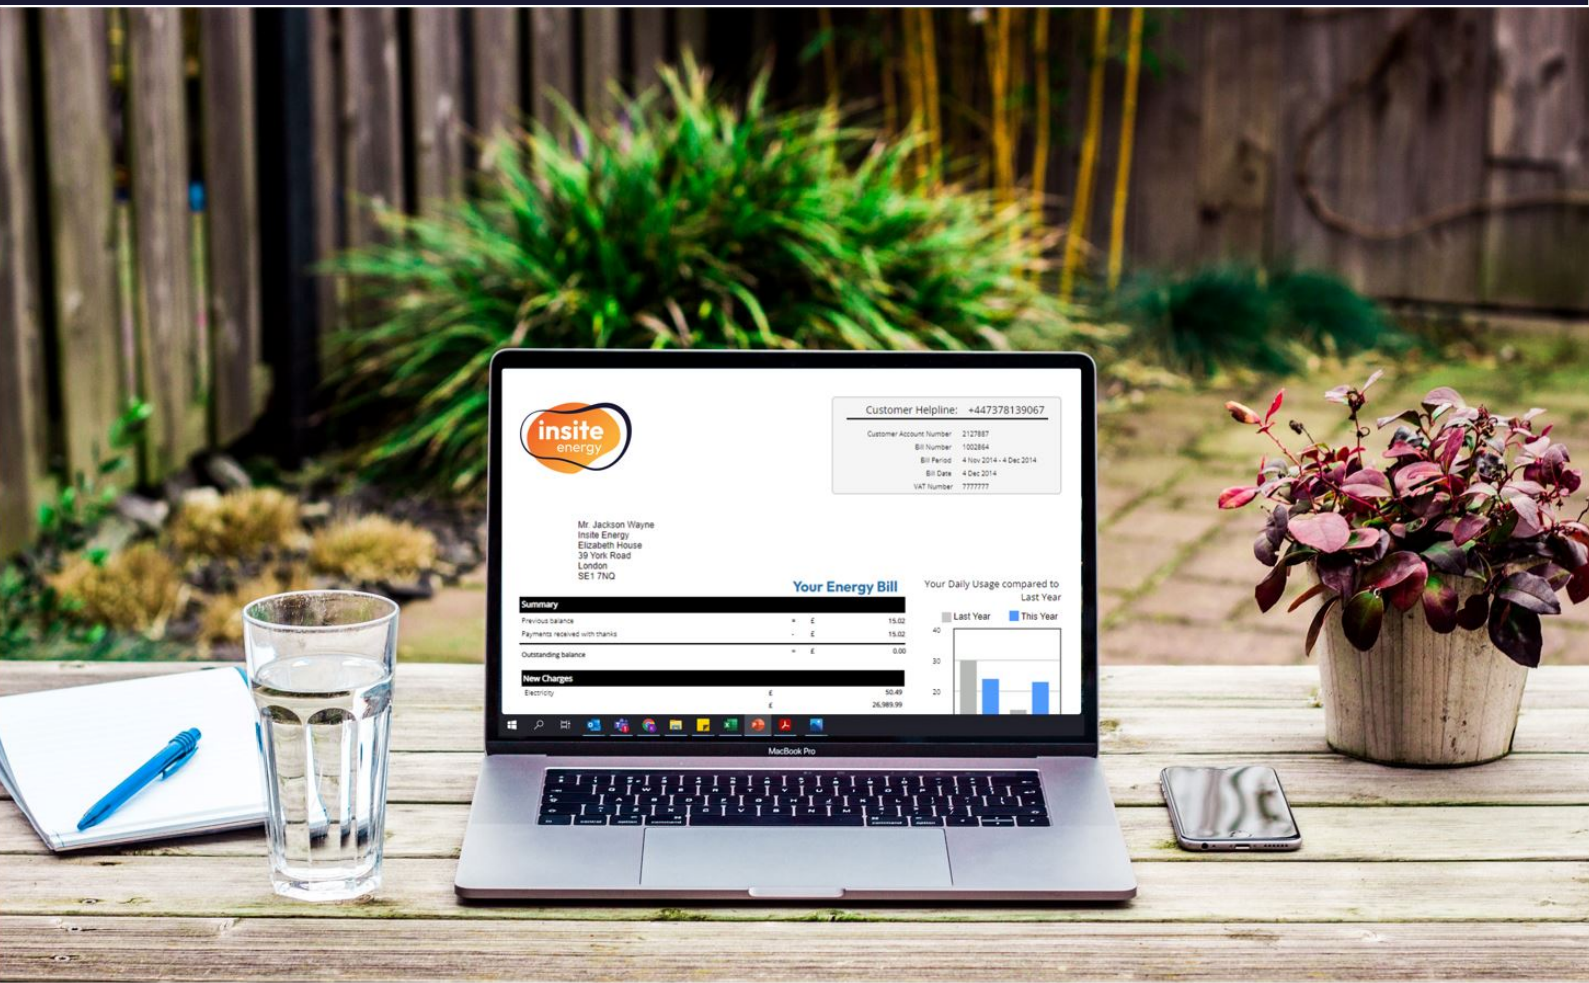 insite
energy
Customer Helpline: +447378139067
Customer Account Number 2127887
Bill Number 1002864
Bill Period 4 Nov 2014 - 4 Dec 2014
Bill Date 4 Dec 2014
VAT Number 7777777
Mr. Jackson Wayne
Insite Energy
Elizabeth House
39 York Road
London
SE1 7NQ
Your Energy Bill
Summary
Previous balance = £ 15.02
Payments received with thanks - £ 15.02
Outstanding balance = £ 0.00
New Charges
Electricity £ 50.49
£ 26,989.99
Your Daily Usage compared to
Last Year
Last Year This Year
40
30
20
MacBook Pro